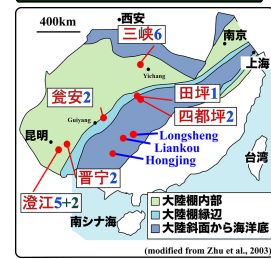 400km
西安
南京
三峡6
Yichang
上海
瓮安2
田坪1
Guiyang
四都坪2
昆明
Longsheng
Liankou
Hongjing
台湾
晋宁2
澄江5+2
南シナ海
大陸棚内部
大陸棚縁辺
大陸斜面から海洋底
(modified from Zhu et al., 2003)